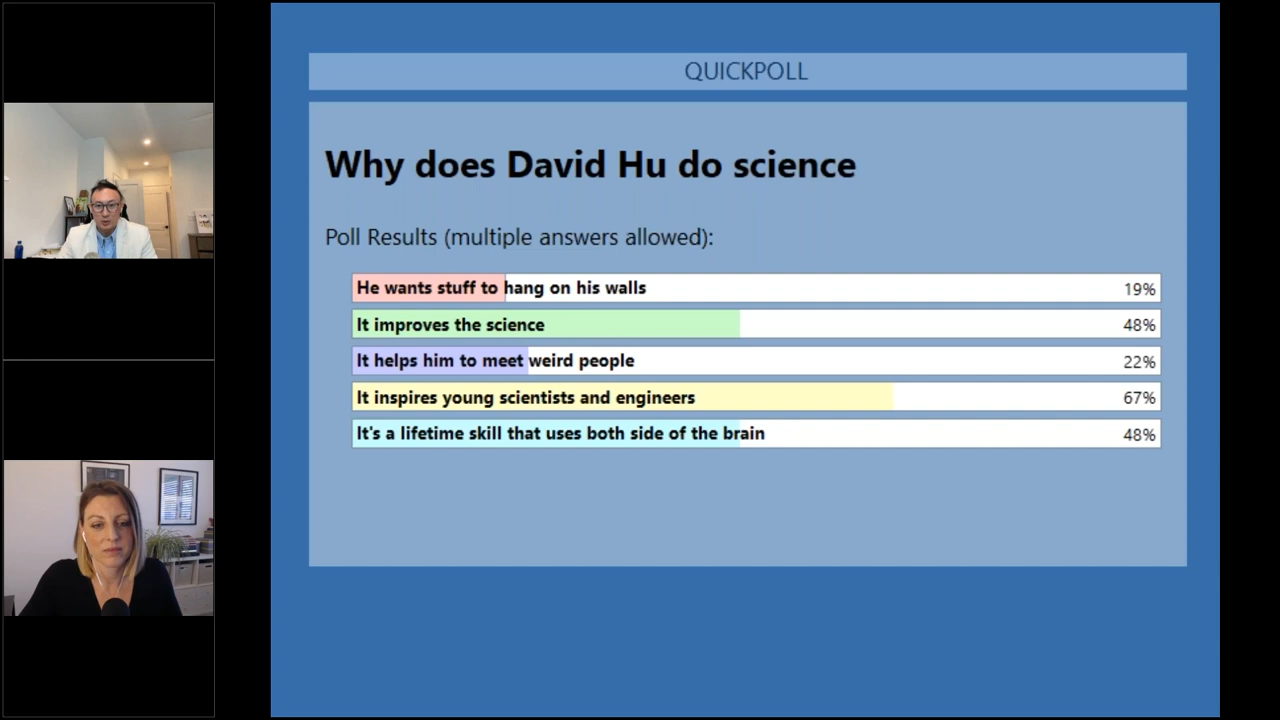 QUICKPOLL
Why does David Hu do science
Poll Results (multiple answers allowed):
He wants stuff to hang on his walls 19%
It improves the science 48%
It helps him to meet weird people 22%
It inspires young scientists and engineers 67%
It's a lifetime skill that uses both side of the brain 48%